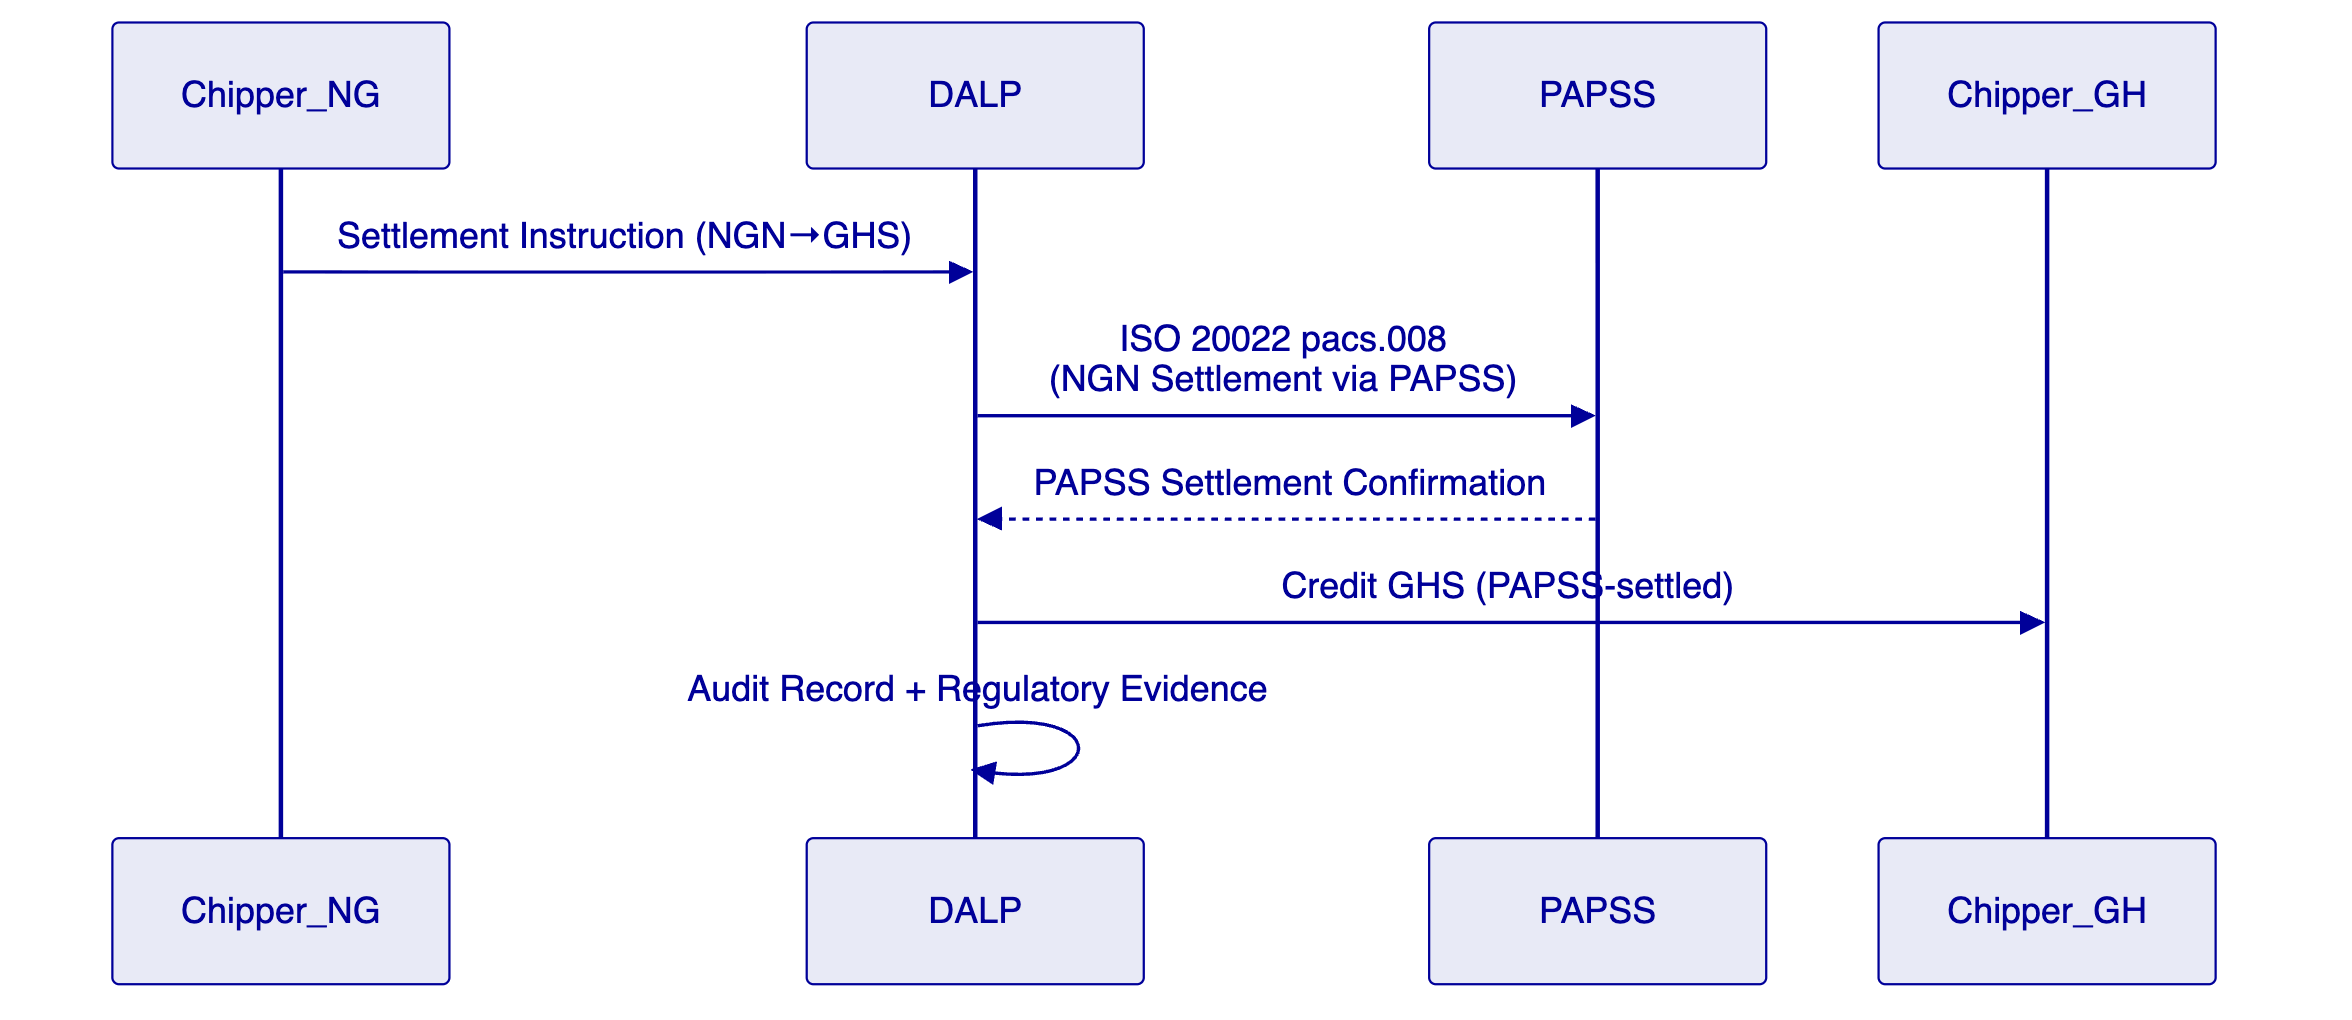 Chipper_NG
DALP
PAPSS
Chipper_GH
Settlement Instruction (NGN→GHS)
ISO 20022 pacs.008
(NGN Settlement via PAPSS)
PAPSS Settlement Confirmation
Credit GHS (PAPSS-settled)
Audit Record + Regulatory Evidence
Chipper_NG
DALP
PAPSS
Chipper_GH